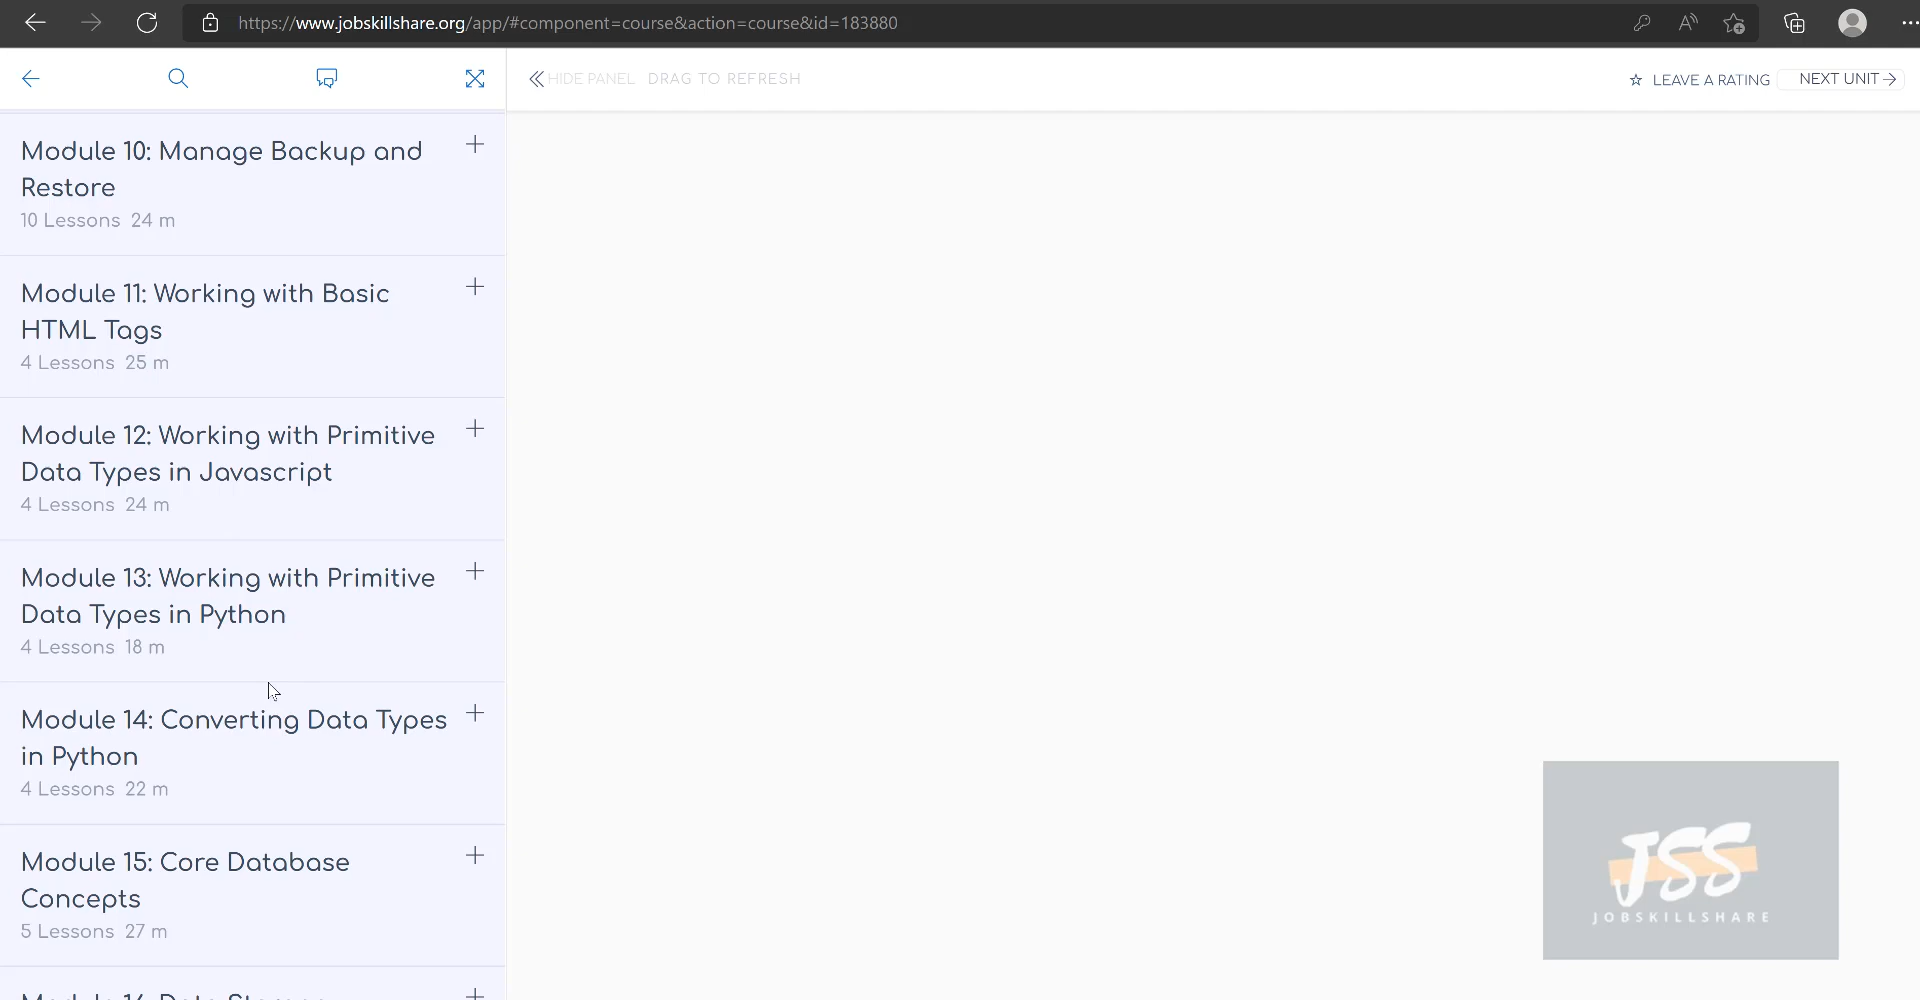 https://www.jobskillshare.org/app/#component=course&action=course&id=183880
HIDE PANEL DRAG TO REFRESH
LEAVE A RATING
NEXT UNIT
Module 10: Manage Backup and
Restore
10 Lessons 24 m
Module 11: Working with Basic
HTML Tags
4 Lessons 25 m
Module 12: Working with Primitive
Data Types in Javascript
4 Lessons 24 m
Module 13: Working with Primitive
Data Types in Python
4 Lessons 18 m
Module 14: Converting Data Types
in Python
4 Lessons 22 m
Module 15: Core Database
Concepts
5 Lessons 27 m
Module 16: Data Storage
JSS
JOBSKILLSHARE